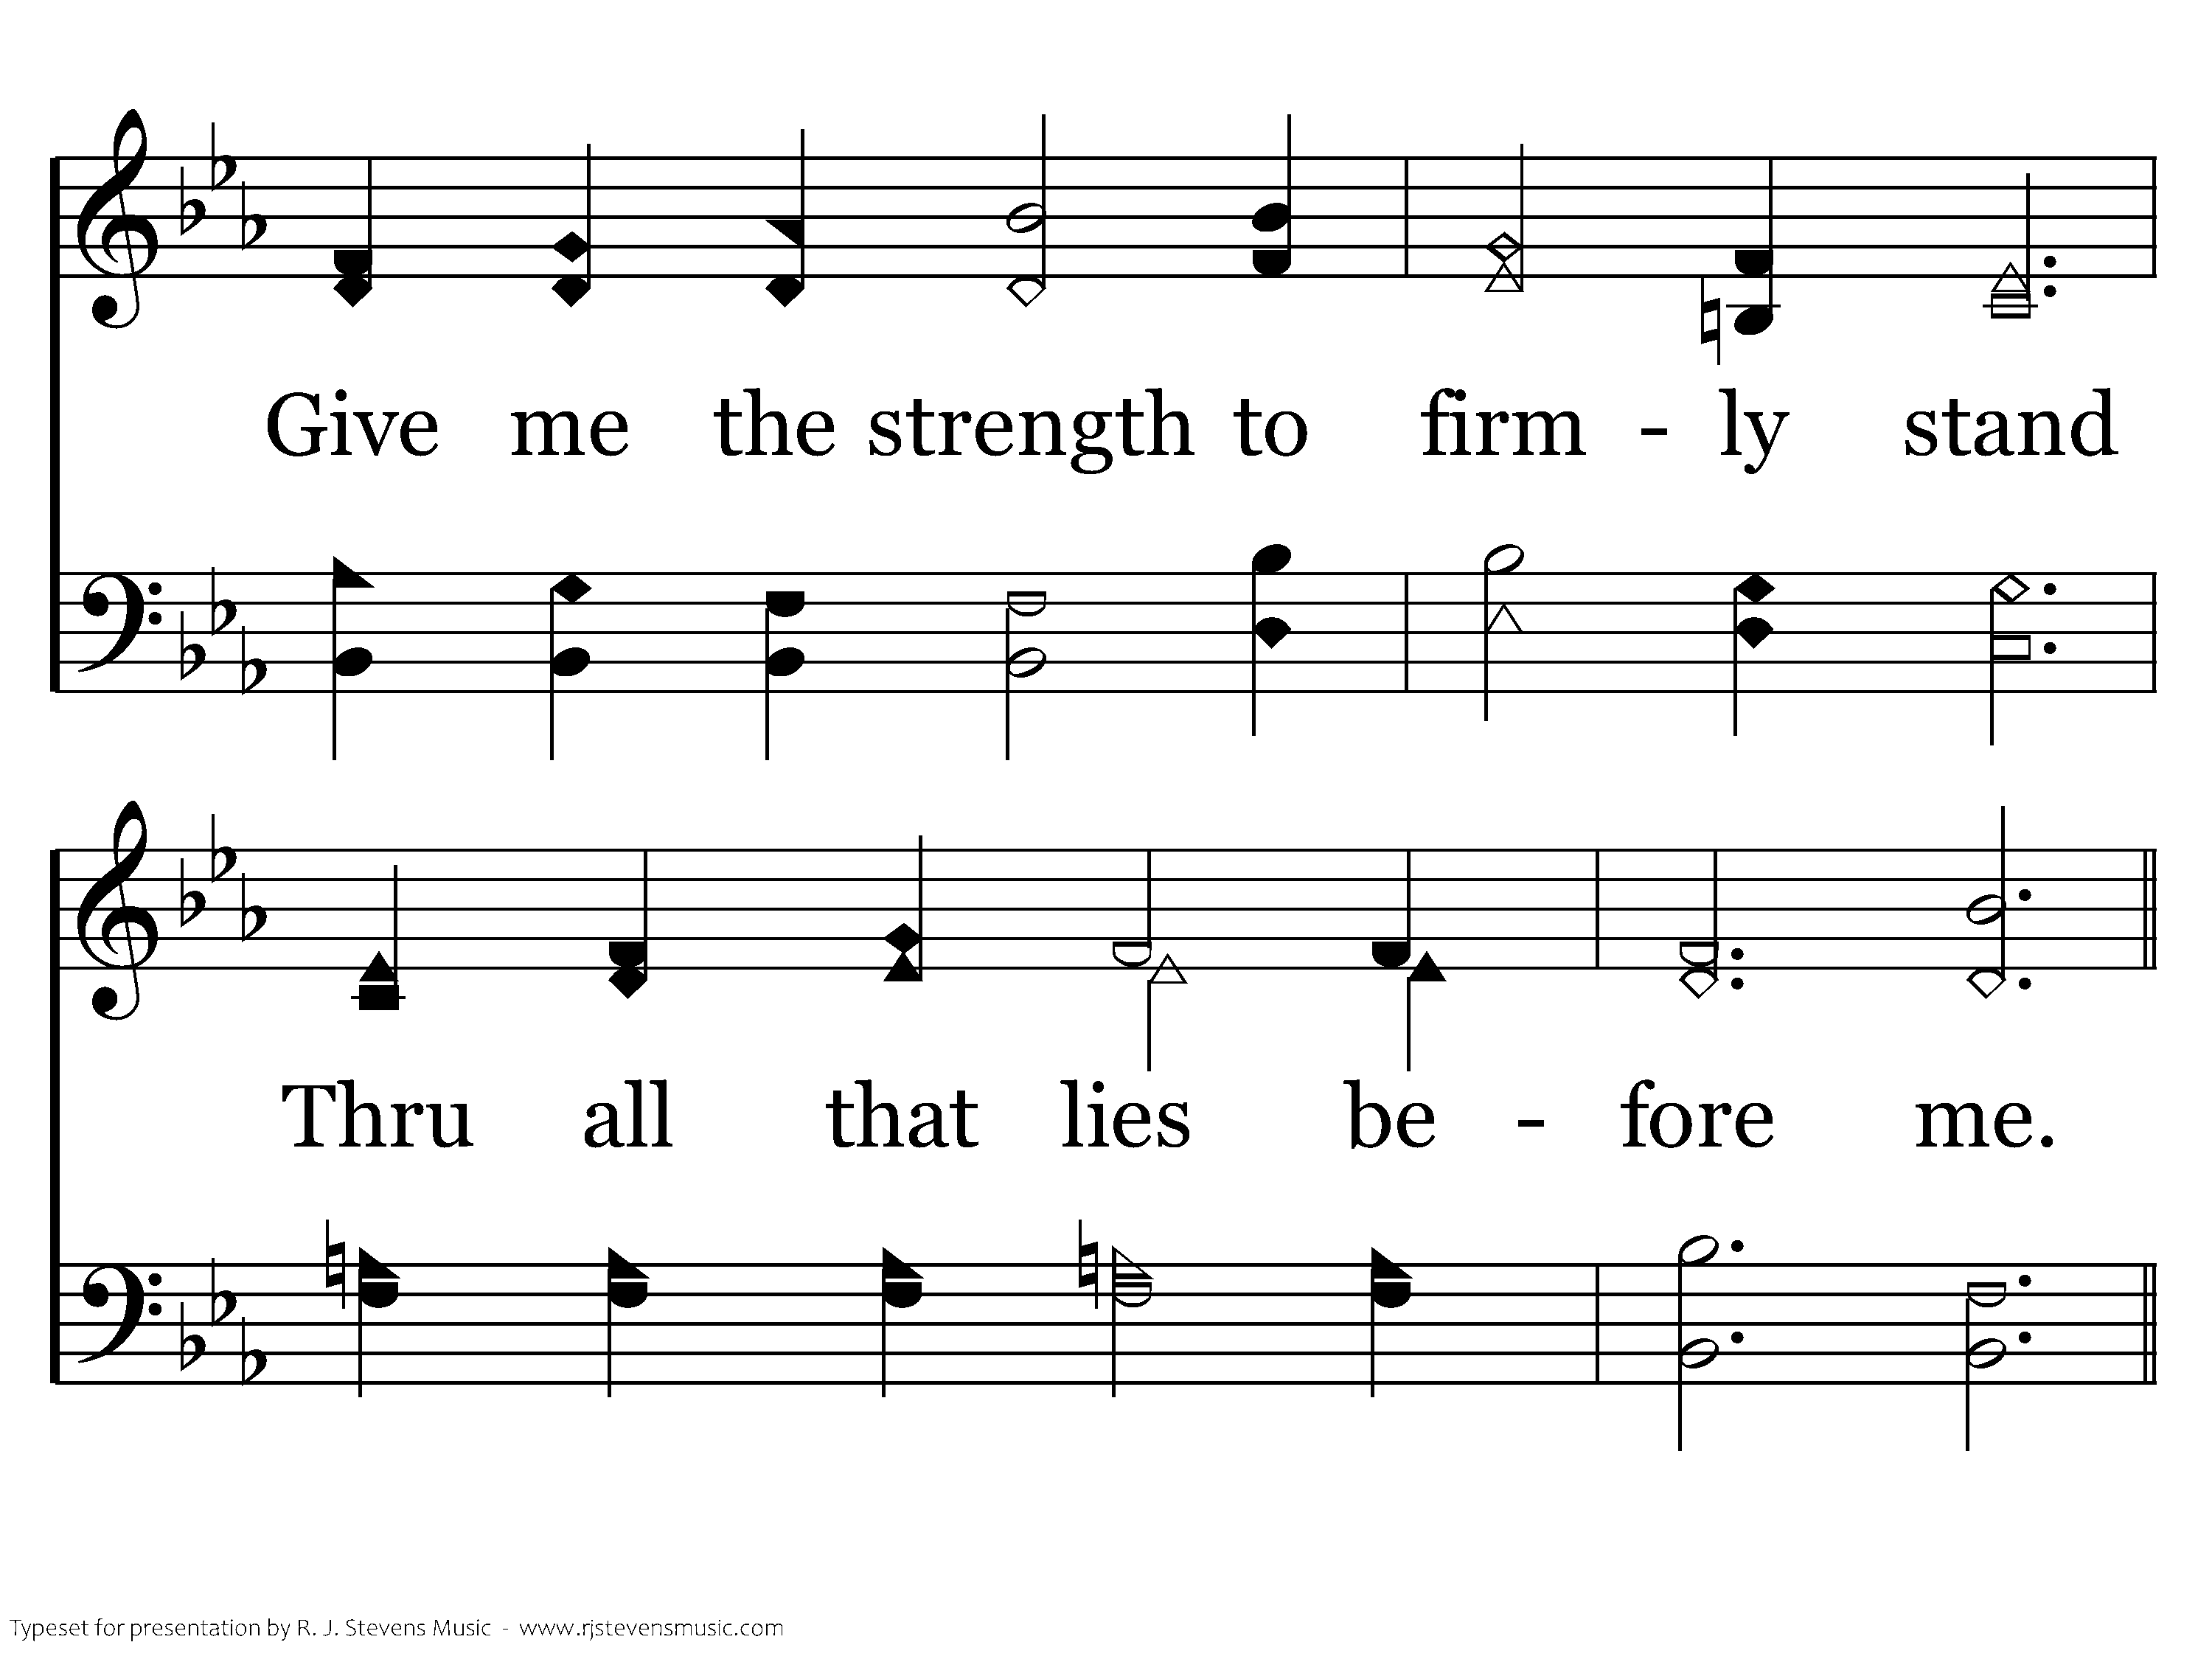 Give me the strength to firm - ly stand
Thru all that lies be - fore me.
Typeset for presentation by R. J. Stevens Music - www.rjstevensmusic.com